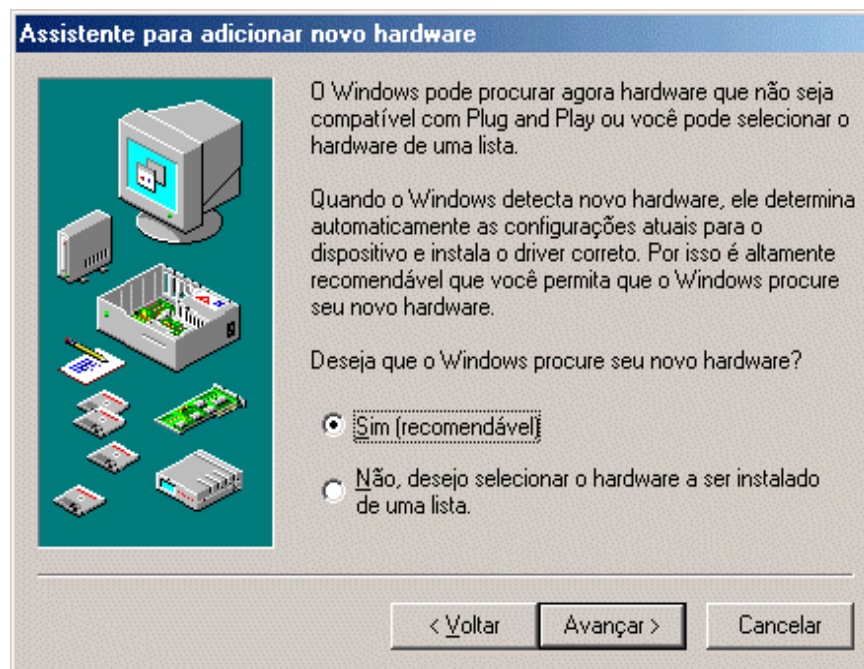 Assistente para adicionar novo hardware
O Windows pode procurar agora hardware que não seja
compatível com Plug and Play ou você pode selecionar o
hardware de uma lista.
Quando o Windows detecta novo hardware, ele determina
automaticamente as configurações atuais para o
dispositivo e instala o driver correto. Por isso é altamente
recomendável que você permita que o Windows procure
seu novo hardware.
Deseja que o Windows procure seu novo hardware?
Sim (recomendável)
Não, desejo selecionar o hardware a ser instalado
de uma lista.
< Voltar
Avançar >
Cancelar